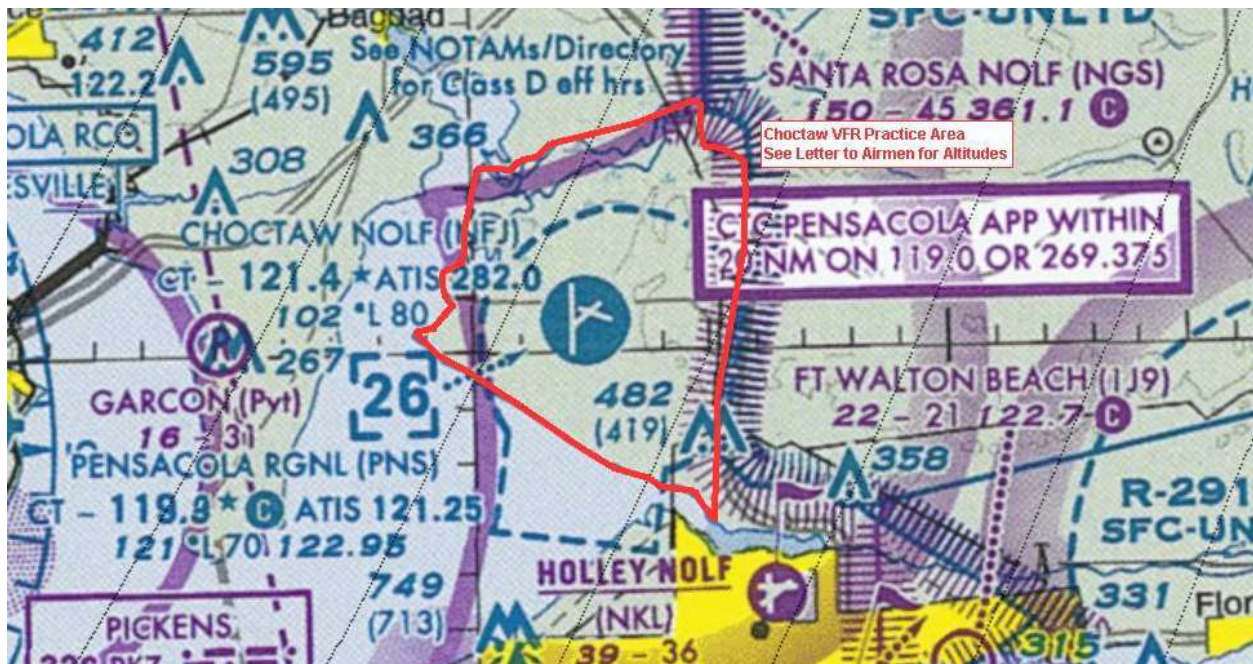 Bagdad
SFC-UNLTD
412
122.2
595
(495)
See NOTAMs/Directory
for Class D eff hrs
SANTA ROSA NOLF (NGS)
150 - 45 361.1 C
OLA RCO
366
Choctaw VFR Practice Area
See Letter to Airmen for Altitudes
308
CHOCTAW NOLF (NFJ)
CT - 121.4 * ATIS 282.0
102 *L 80
CTC PENSACOLA APP WITHIN
20 NM ON 119.0 OR 269.375
R
267
GARCON (Pvt)
16 - 31
26
482
(419)
FT WALTON BEACH (1J9)
22 - 21 122.7 C
PENSACOLA RGNL (PNS)
CT - 119.9 * C ATIS 121.25
121 *L 70 122.95
358
R-291
SFC-UN
749
(713)
HOLLEY NOLF
(NKL)
39 - 36
331
Flor
315
PICKENS